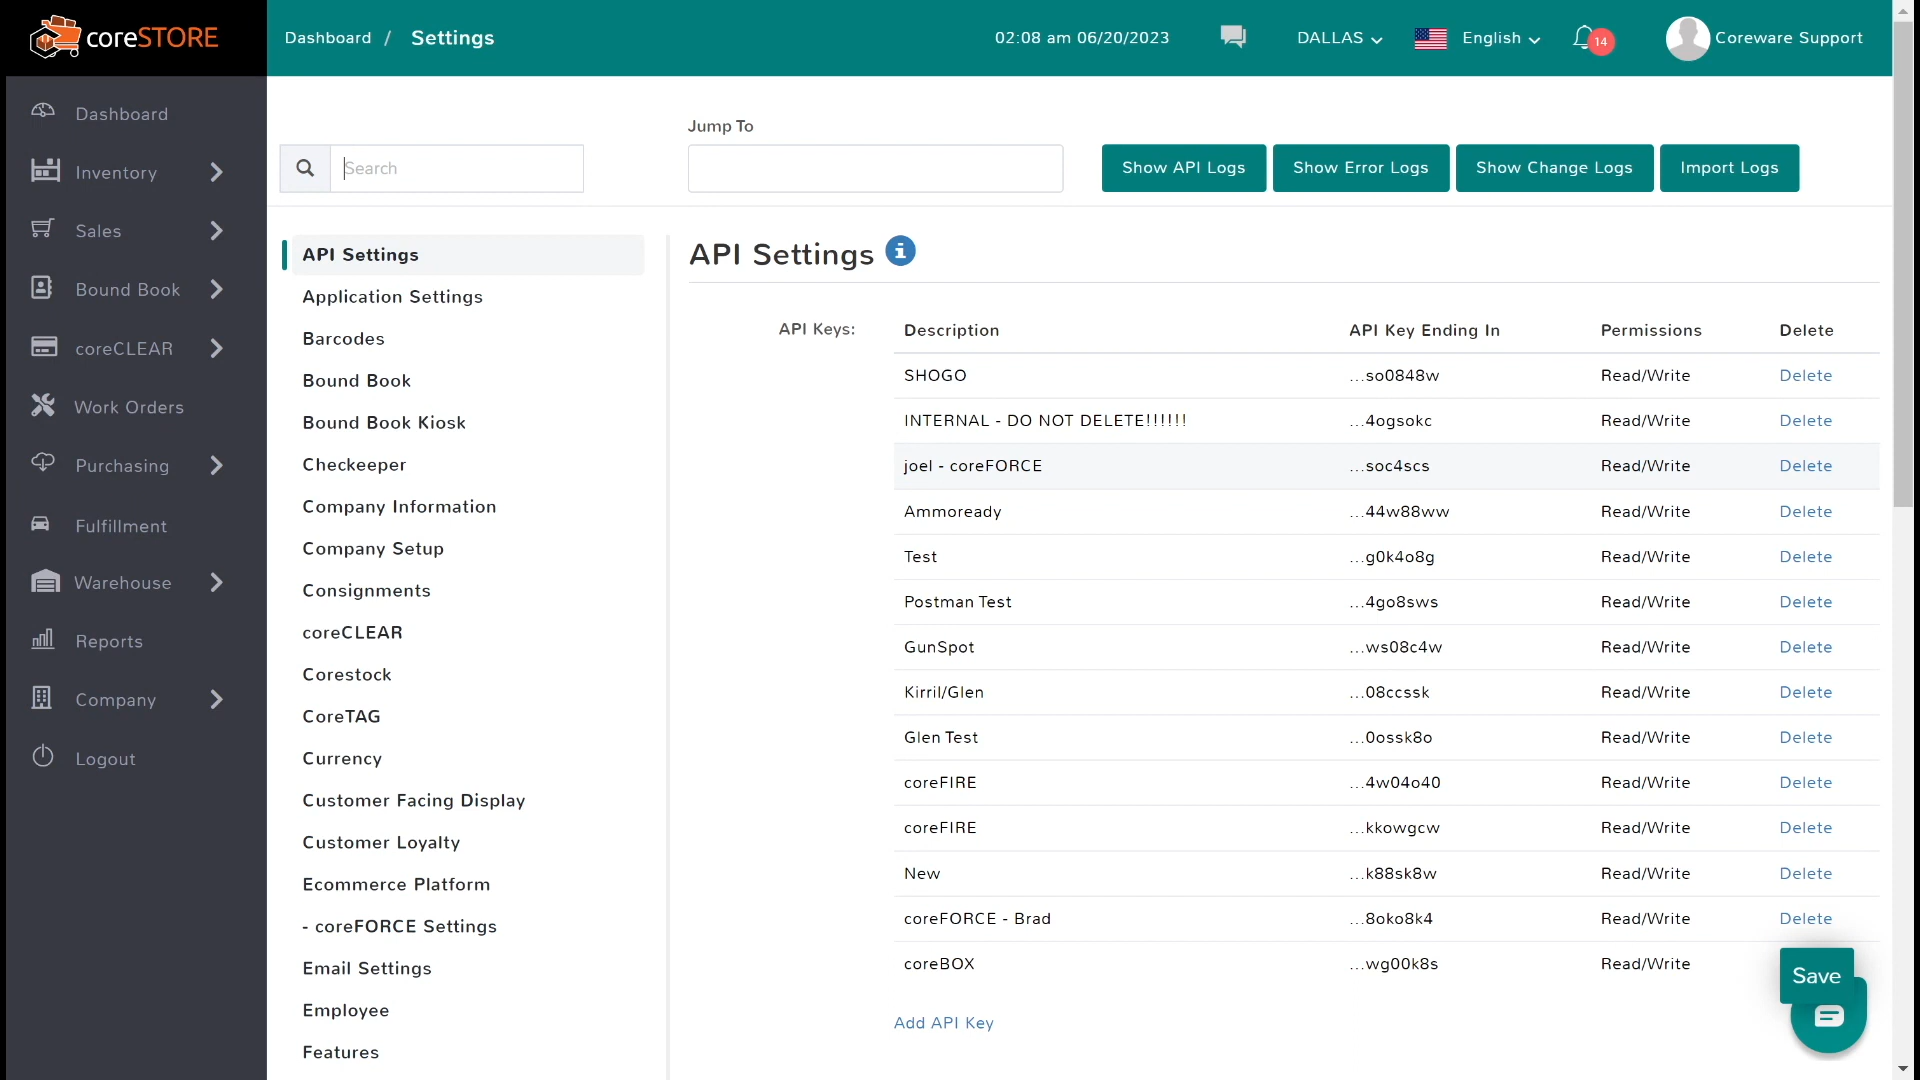 coreSTORE
Dashboard / Settings
02:08 am 06/20/2023
DALLAS
English
14
Coreware Support
Dashboard
Inventory
Sales
Bound Book
coreCLEAR
Work Orders
Purchasing
Fulfillment
Warehouse
Reports
Company
Logout
Search
Jump To
Show API Logs
Show Error Logs
Show Change Logs
Import Logs
API Settings
Application Settings
Barcodes
Bound Book
Bound Book Kiosk
Checkeeper
Company Information
Company Setup
Consignments
coreCLEAR
Corestock
CoreTAG
Currency
Customer Facing Display
Customer Loyalty
Ecommerce Platform
- coreFORCE Settings
Email Settings
Employee
Features
API Settings
API Keys:
Description API Key Ending In Permissions Delete
SHOGO ...so0848w Read/Write Delete
INTERNAL - DO NOT DELETE!!!!!! ...4ogsokc Read/Write Delete
joel - coreFORCE ...soc4scs Read/Write Delete
Ammoready ...44w88ww Read/Write Delete
Test ...g0k4o8g Read/Write Delete
Postman Test ...4go8sws Read/Write Delete
GunSpot ...ws08c4w Read/Write Delete
Kirril/Glen ...08ccssk Read/Write Delete
Glen Test ...0ossk8o Read/Write Delete
coreFIRE ...4w04o40 Read/Write Delete
coreFIRE ...kkowgcw Read/Write Delete
New ...k88sk8w Read/Write Delete
coreFORCE - Brad ...8oko8k4 Read/Write Delete
coreBOX ...wg00k8s Read/Write
Save
Add API Key